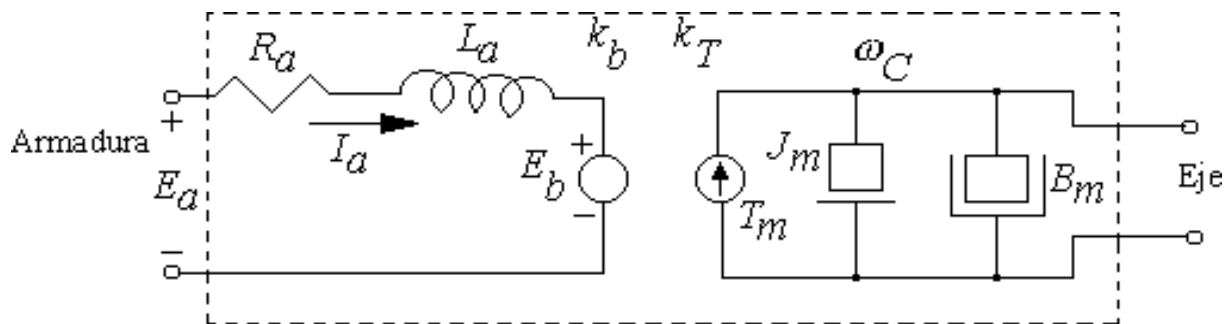 R_a
L_a
k_b
k_T
ω_C
+
Armadura
I_a
E_a
−
+
E_b
−
T_m
J_m
B_m
Eje